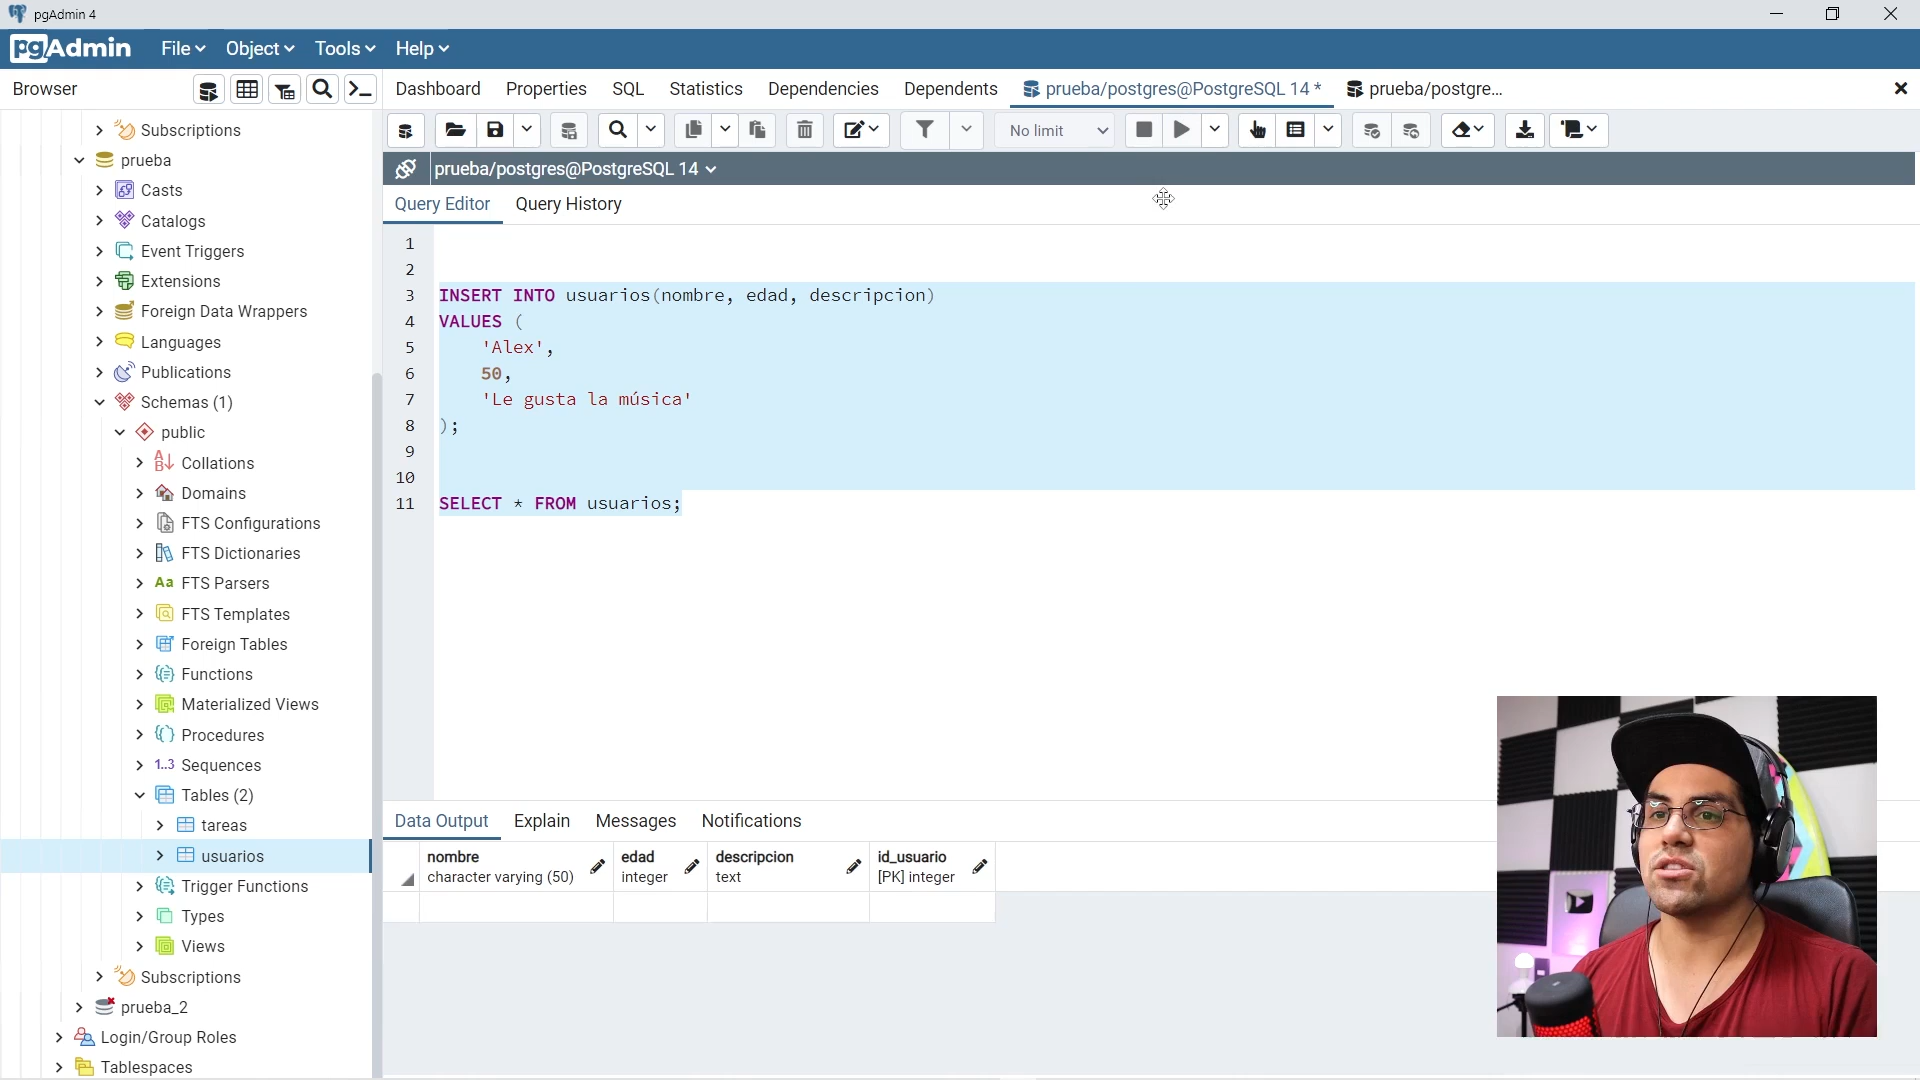 pgAdmin 4
pgAdmin File Object Tools Help
Browser
Dashboard Properties SQL Statistics Dependencies Dependents prueba/postgres@PostgreSQL 14 * prueba/postgre...
No limit
prueba/postgres@PostgreSQL 14
Query Editor Query History
Subscriptions
prueba
Casts
Catalogs
Event Triggers
Extensions
Foreign Data Wrappers
Languages
Publications
Schemas (1)
public
Collations
Domains
FTS Configurations
FTS Dictionaries
Aa FTS Parsers
FTS Templates
Foreign Tables
Functions
Materialized Views
Procedures
1..3 Sequences
Tables (2)
tareas
usuarios
Trigger Functions
Types
Views
Subscriptions
prueba_2
Login/Group Roles
Tablespaces
1
2
3 INSERT INTO usuarios(nombre, edad, descripcion)
4 VALUES (
5 'Alex',
6 50,
7 'Le gusta la música'
8 );
9
10
11 SELECT * FROM usuarios;
Data Output Explain Messages Notifications
nombre edad descripcion id_usuario
character varying (50) integer text [PK] integer